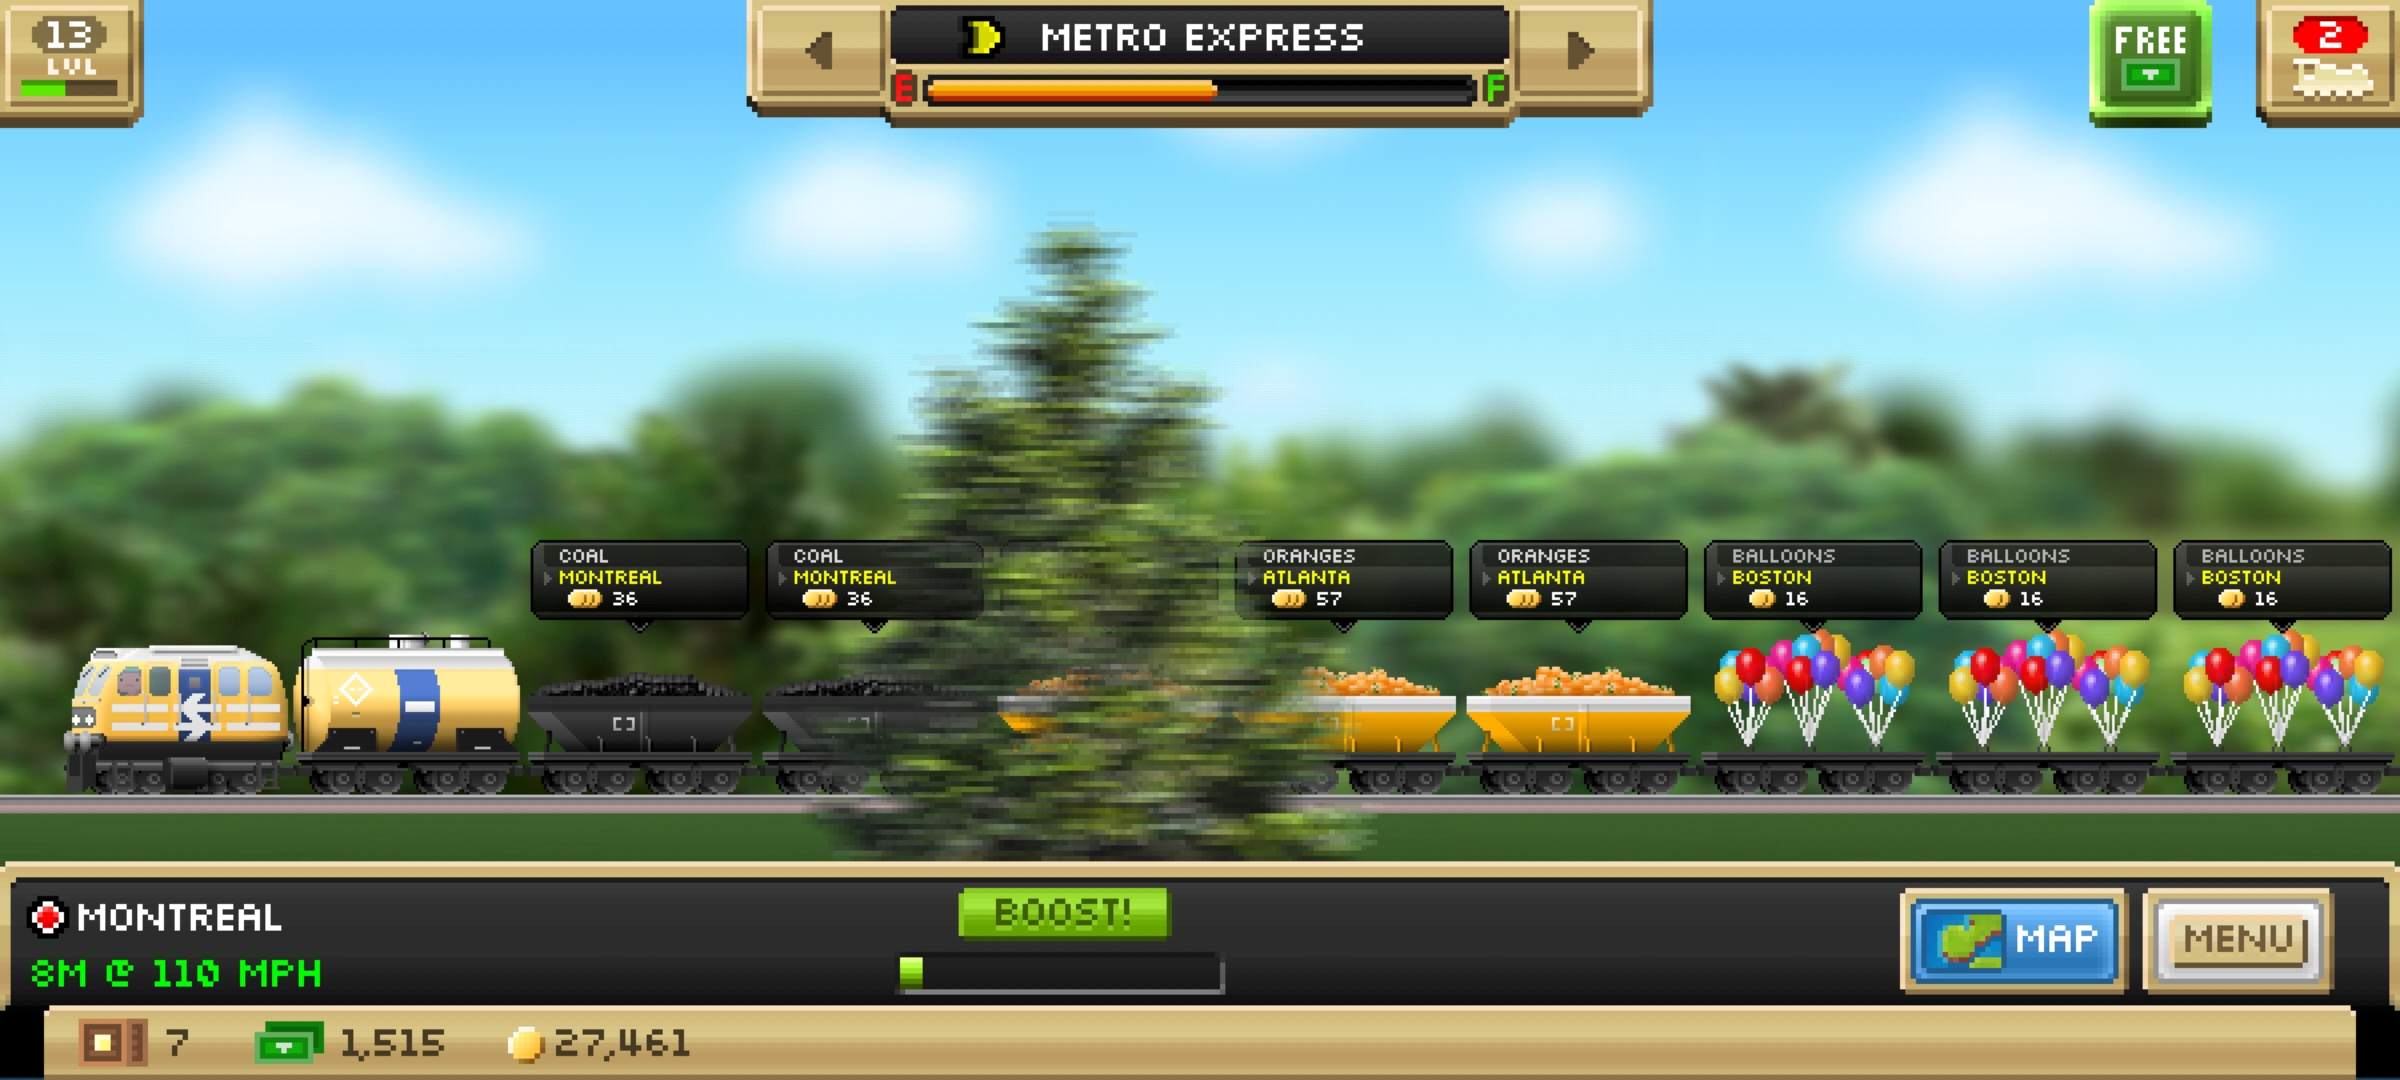 13
LVL
METRO EXPRESS
E
F
FREE
2
COAL
MONTREAL
36
COAL
MONTREAL
36
ORANGES
ATLANTA
57
ORANGES
ATLANTA
57
BALLOONS
BOSTON
16
BALLOONS
BOSTON
16
BALLOONS
BOSTON
16
MONTREAL
8M @ 110 MPH
BOOST!
MAP
MENU
7
1,515
27,461